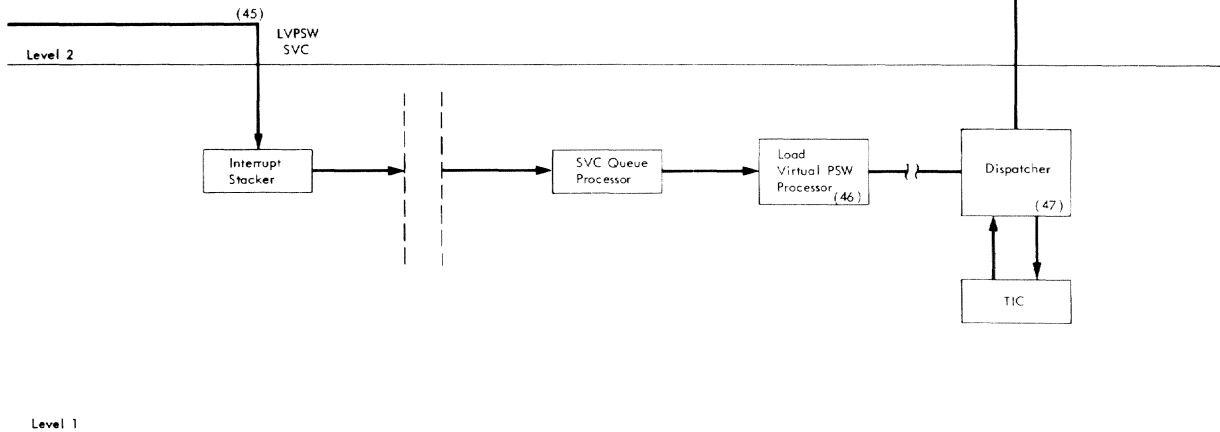 (45)
LVPSW
SVC
Level 2
Interrupt
Stacker
SVC Queue
Processor
Load
Virtual PSW
Processor
(46)
Dispatcher
(47)
TIC
Level 1